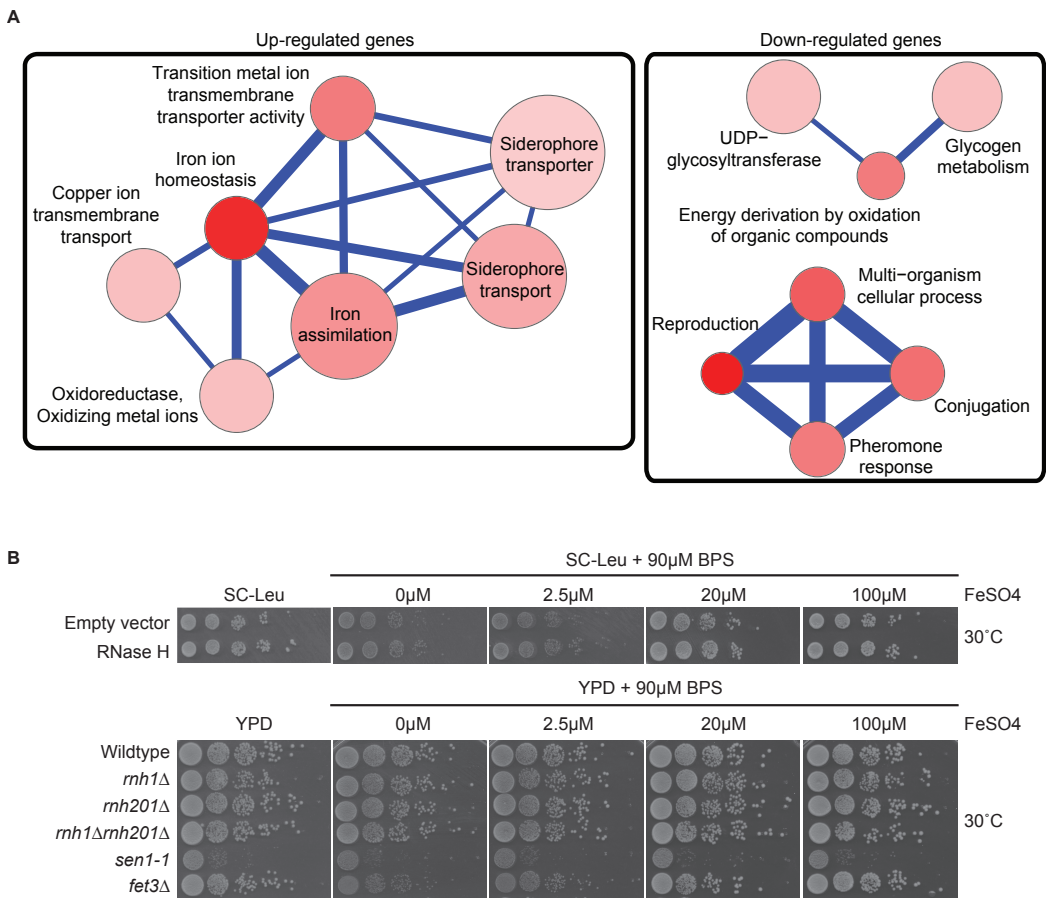 A
Up-regulated genes
Down-regulated genes
Transition metal ion
transmembrane
transporter activity
Iron ion
homeostasis
Copper ion
transmembrane
transport
Siderophore
transporter
Siderophore
transport
Iron
assimilation
Oxidoreductase,
Oxidizing metal ions
UDP−
glycosyltransferase
Glycogen
metabolism
Energy derivation by oxidation
of organic compounds
Multi−organism
cellular process
Reproduction
Conjugation
Pheromone
response
B
SC-Leu + 90µM BPS
SC-Leu 0µM 2.5µM 20µM 100µM FeSO4
Empty vector
RNase H
30˚C
YPD + 90µM BPS
YPD 0µM 2.5µM 20µM 100µM FeSO4
Wildtype
rnh1Δ
rnh201Δ
rnh1Δrnh201Δ
sen1-1
fet3Δ
30˚C